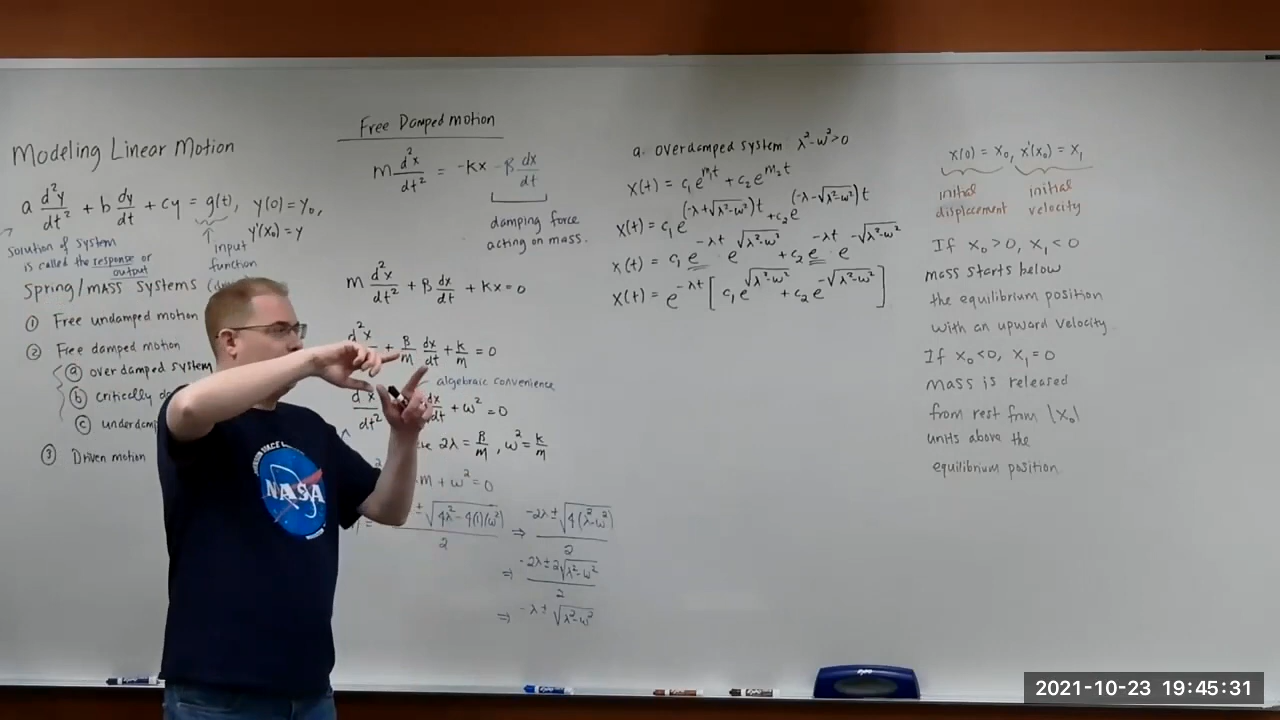 Modeling Linear Motion
a d²y/dt² + b dy/dt + cy = g(t), y(0) = y₀,
y'(x₀) = y
solution of system
is called the response or
output
input
function
Spring/mass systems
① Free undamped motion
② Free damped motion
ⓐ over damped system
ⓑ critically
ⓒ underdam
③ Driven motion
Free Damped motion
m d²x/dt² = -kx - β dx/dt
damping force
acting on mass.
m d²x/dt² + β dx/dt + kx = 0
d²x + β/m dx/dt + k/m = 0
algebraic convenience
dx/dt + ω² = 0
2λ = β/m, ω² = k/m
m + ω² = 0
± √4λ² - 4(1)(ω²) / 2 ⇒ -2λ ± √4(λ²-ω²) / 2
⇒ -2λ ± 2√λ²-ω² / 2
⇒ -λ ± √λ²-ω²
a. overdamped system λ²-ω²>0
x(t) = c₁e^m₁t + c₂e^m₂t
x(t) = c₁e^(-λ+√λ²-ω²)t + c₂e^(-λ-√λ²-ω²)t
x(t) = c₁e^-λt · e^√λ²-ω² + c₂e^-λt · e^-√λ²-ω²
x(t) = e^-λt [c₁e^√λ²-ω² + c₂e^-√λ²-ω²]
x(0) = x₀, x'(x₀) = x₁
initial displacement
initial velocity
If x₀ > 0, x₁ < 0
mass starts below
the equilibrium position
with an upward velocity.
If x₀ < 0, x₁ = 0
mass is released
from rest from |x₀|
units above the
equilibrium position.
NASA
expo
2021-10-23 19:45:31